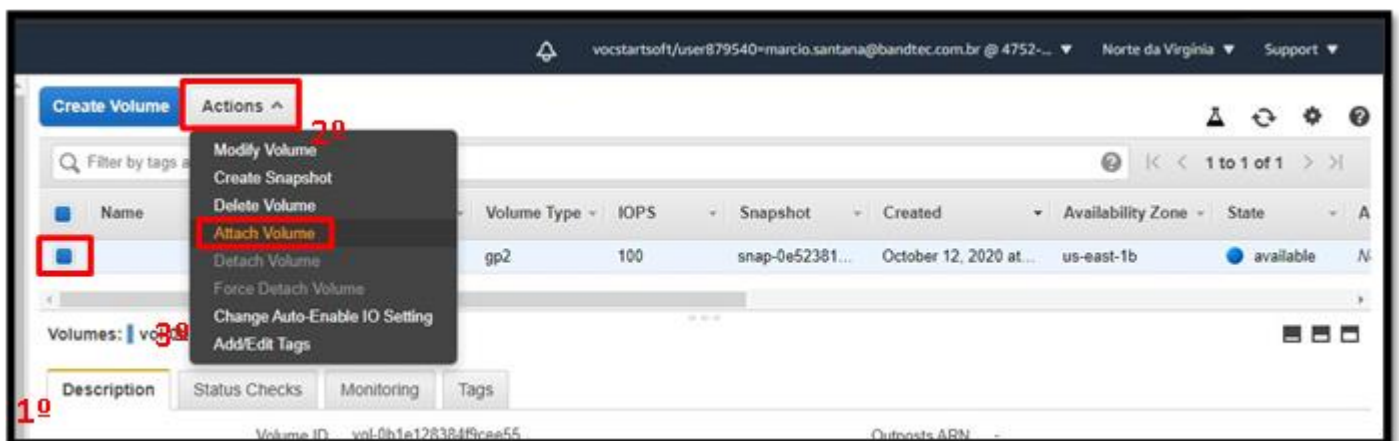 vocstartsoft/user879540=marcio.santana@bandtec.com.br @ 4752-... Norte da Virgínia Support
Create Volume Actions
2º
Filter by tags a 1 to 1 of 1
Modify Volume
Create Snapshot
Delete Volume
Attach Volume
Detach Volume
Force Detach Volume
Change Auto-Enable IO Setting
Add/Edit Tags
Name Volume Type IOPS Snapshot Created Availability Zone State A
gp2 100 snap-0e52381... October 12, 2020 at... us-east-1b available
Volumes:
3º
Description Status Checks Monitoring Tags
1º
Volume ID vol-0b1e128384f9cee55 Outposts ARN -